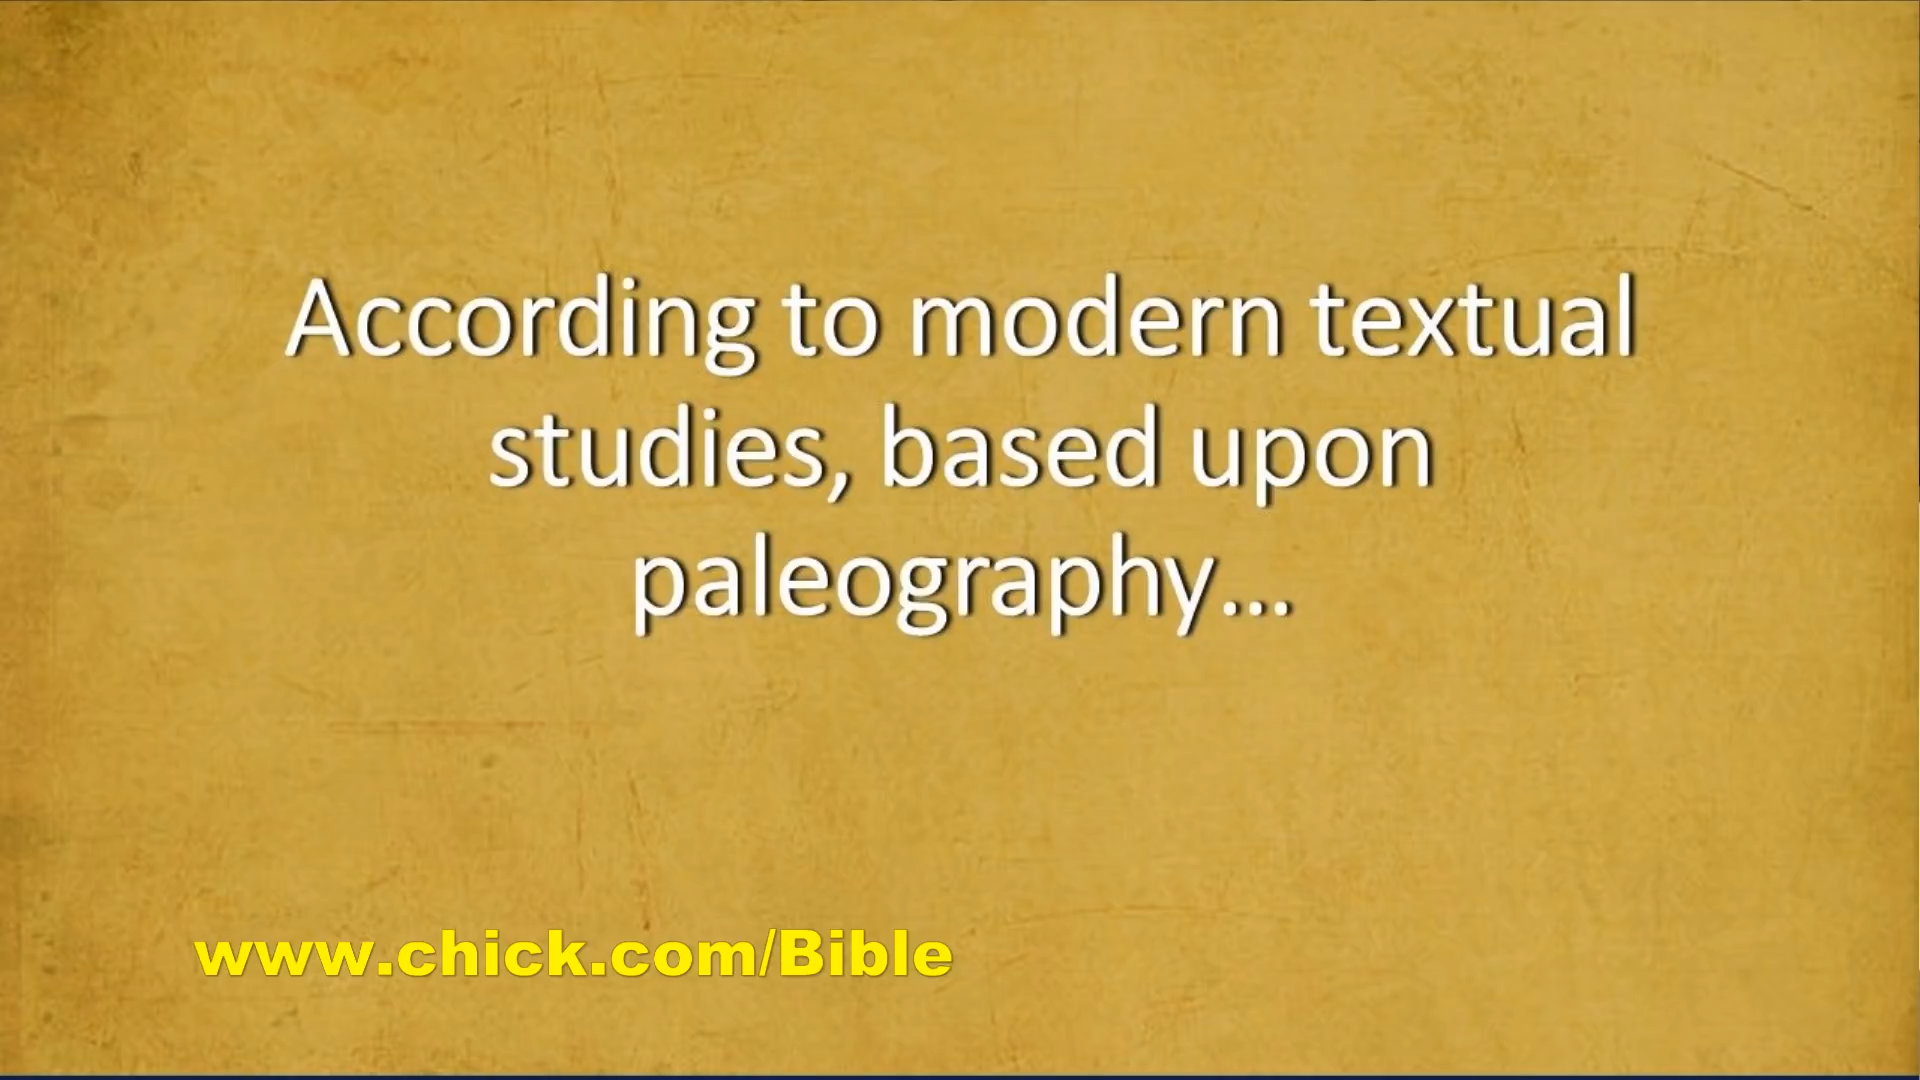 According to modern textual
studies, based upon
paleography...
www.chick.com/Bible